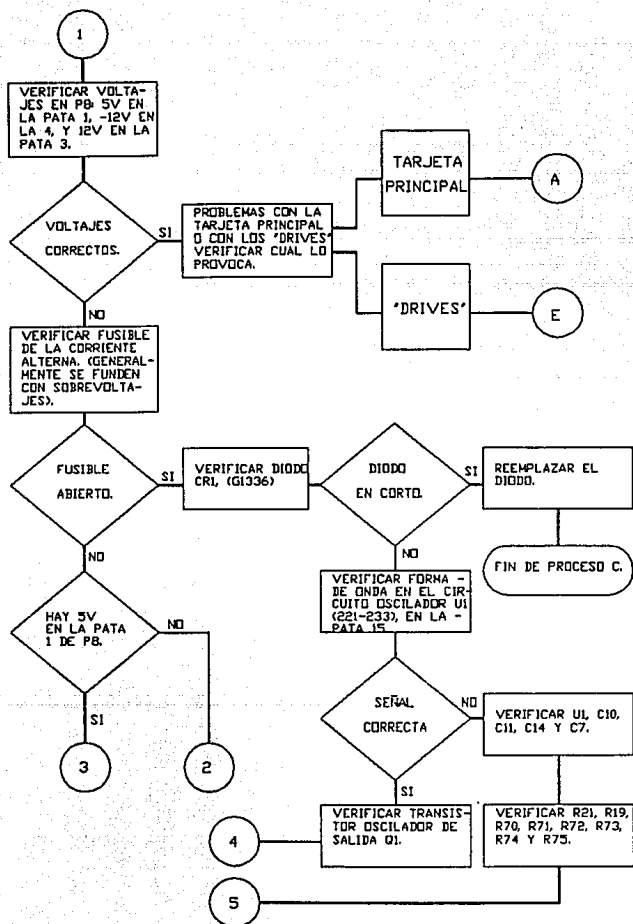 1
VERIFICAR VOLTA-
JES EN P8: 5V EN
LA PATA 1, -12V EN
LA 4, Y 12V EN LA
PATA 3.
VOLTAJES
CORRECTOS.
SI
PROBLEMAS CON LA
TARJETA PRINCIPAL
O CON LOS "DRIVES"
VERIFICAR CUAL LO
PROVOCA.
TARJETA
PRINCIPAL
A
"DRIVES"
E
NO
VERIFICAR FUSIBLE
DE LA CORRIENTE
ALTERNA. (GENERAL-
MENTE SE FUNDEN
CON SOBREVOLTA-
JES).
FUSIBLE
ABIERTO.
SI
VERIFICAR DIODO
CR1, (G1336)
DIODO
EN CORTO.
SI
REEMPLAZAR EL
DIODO.
FIN DE PROCESO C.
NO
HAY 5V
EN LA PATA
1 DE P8.
NO
SI
3
2
NO
VERIFICAR FORMA -
DE ONDA EN EL CIR-
CUITO OSCILADOR U1
(221-233), EN LA -
PATA 15
SEÑAL
CORRECTA
NO
VERIFICAR U1, C10,
C11, C14 Y C7.
SI
VERIFICAR TRANSIS-
TOR OSCILADOR DE
SALIDA Q1.
4
VERIFICAR R21, R19,
R70, R71, R72, R73,
R74 Y R75.
5